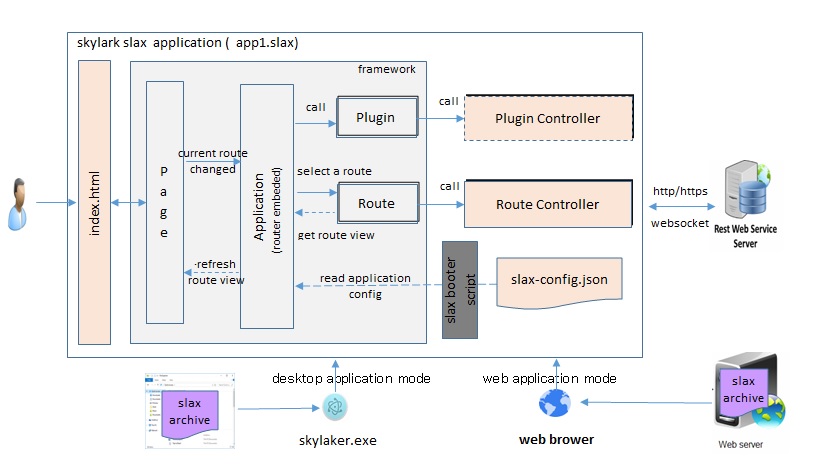 skylark slax application ( app1.slax)
framework
index.html
Page
current route
changed
Application
(router embeded)
·refresh
route view
call
Plugin
call
Plugin Controller
select a route
Route
get route view
call
Route Controller
read application
config
slax booter
script
slax-config.json
http/https
websocket
Rest Web Service
Server
desktop application mode
web application mode
slax
archive
skylaker.exe
web brower
slax
archive
Web server